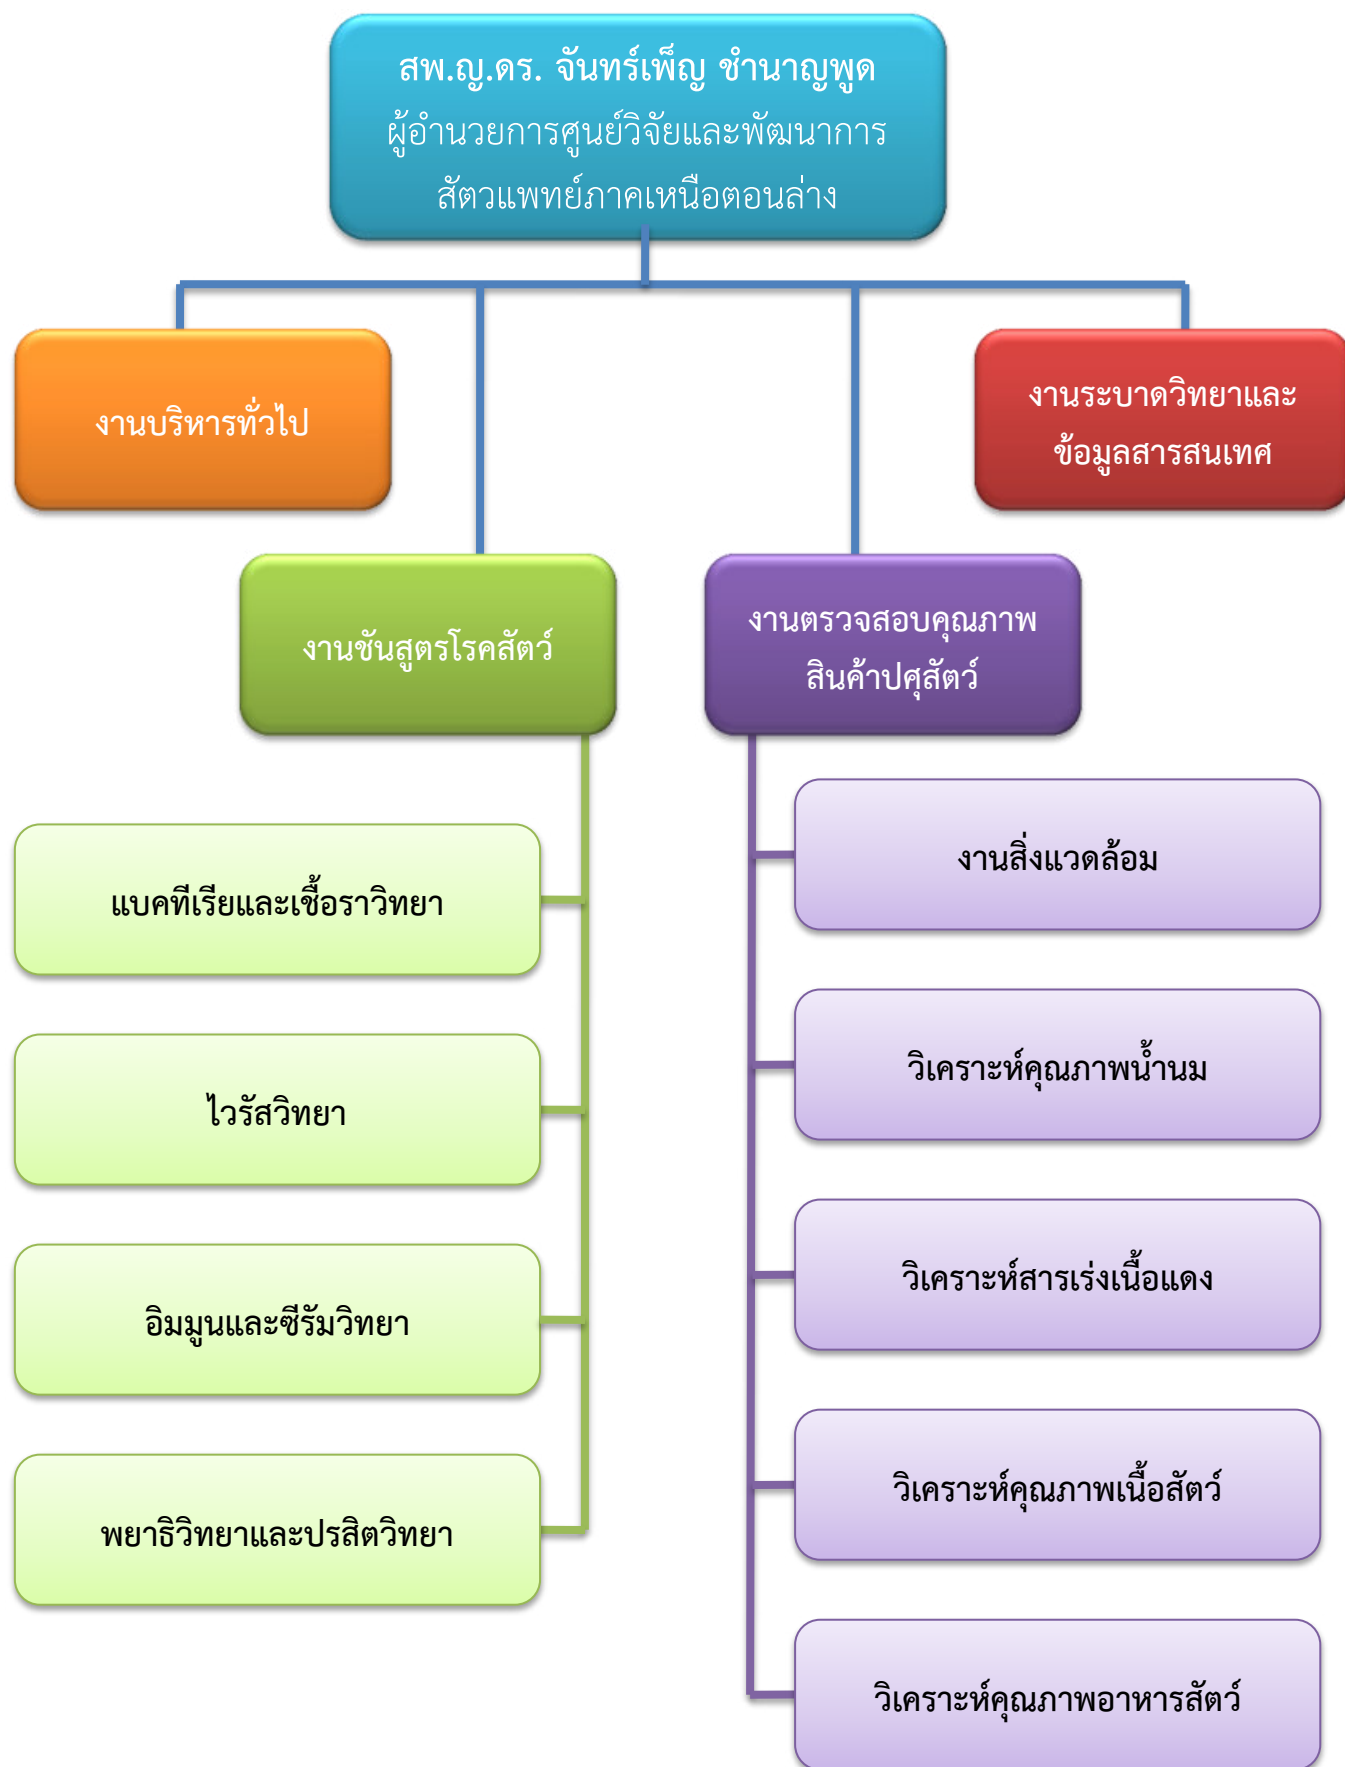 สพ.ญ.ดร. จันทร์เพ็ญ ชำนาญพูด
ผู้อำนวยการศูนย์วิจัยและพัฒนาการ
สัตวแพทย์ภาคเหนือตอนล่าง
งานบริหารทั่วไป
งานระบาดวิทยาและ
ข้อมูลสารสนเทศ
งานชันสูตรโรคสัตว์
งานตรวจสอบคุณภาพ
สินค้าปศุสัตว์
แบคทีเรียและเชื้อราวิทยา
ไวรัสวิทยา
อิมมูนและซีรัมวิทยา
พยาธิวิทยาและปรสิตวิทยา
งานสิ่งแวดล้อม
วิเคราะห์คุณภาพน้ำนม
วิเคราะห์สารเร่งเนื้อแดง
วิเคราะห์คุณภาพเนื้อสัตว์
วิเคราะห์คุณภาพอาหารสัตว์